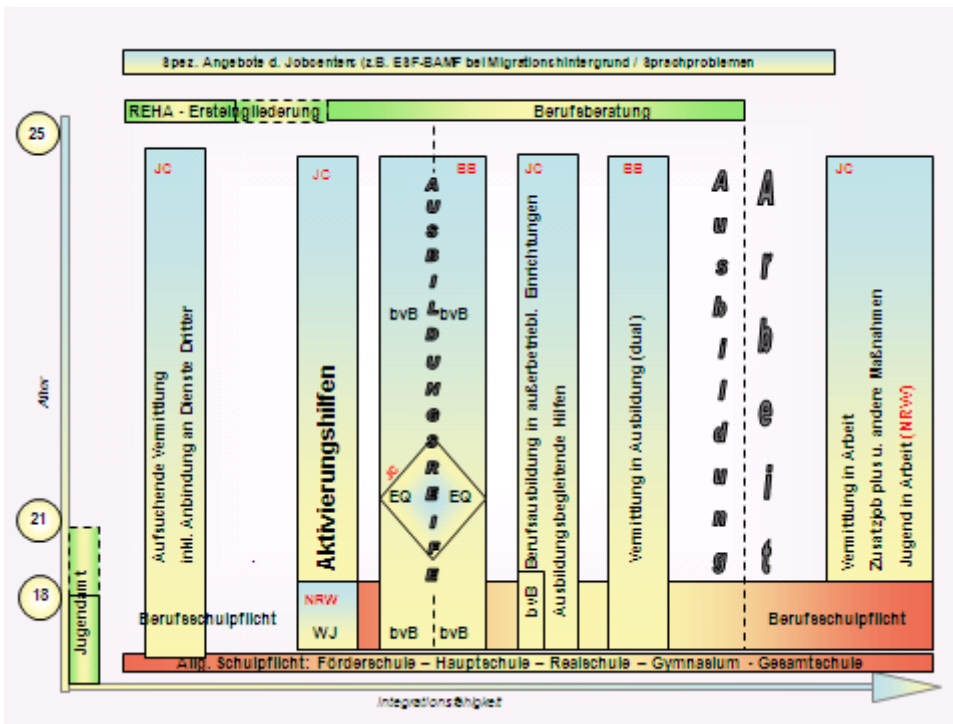 Spez. Angebote d. Jobcenters (z.B. ESF-BAMF bei Migrationshintergrund / Sprachproblemen
REHA - Ersteingliederung
Berufsberatung
25
21
18
Alter
Jugendamt
JC
Aufsuchende Vermittlung
inkl. Anbindung an Dienste Dritter
Berufsschulpflicht
JC
Aktivierungshilfen
NRW
WJ
BB
AUSBILDUNGSREIFE
bvB
bvB
JC
EQ
EQ
bvB
bvB
JC
Berufsausbildung in außerbetriebl. Einrichtungen
Ausbildungsbegleitende Hilfen
bvB
BB
Vermittlung in Ausbildung (dual)
Ausbildung
Arbeit
JC
Vermittlung in Arbeit
Zusatzjob plus u. andere Maßnahmen
Jugend in Arbeit (NRW)
Berufsschulpflicht
Allg. Schulpflicht: Förderschule – Hauptschule – Realschule – Gymnasium - Gesamtschule
Integrationsfähigkeit